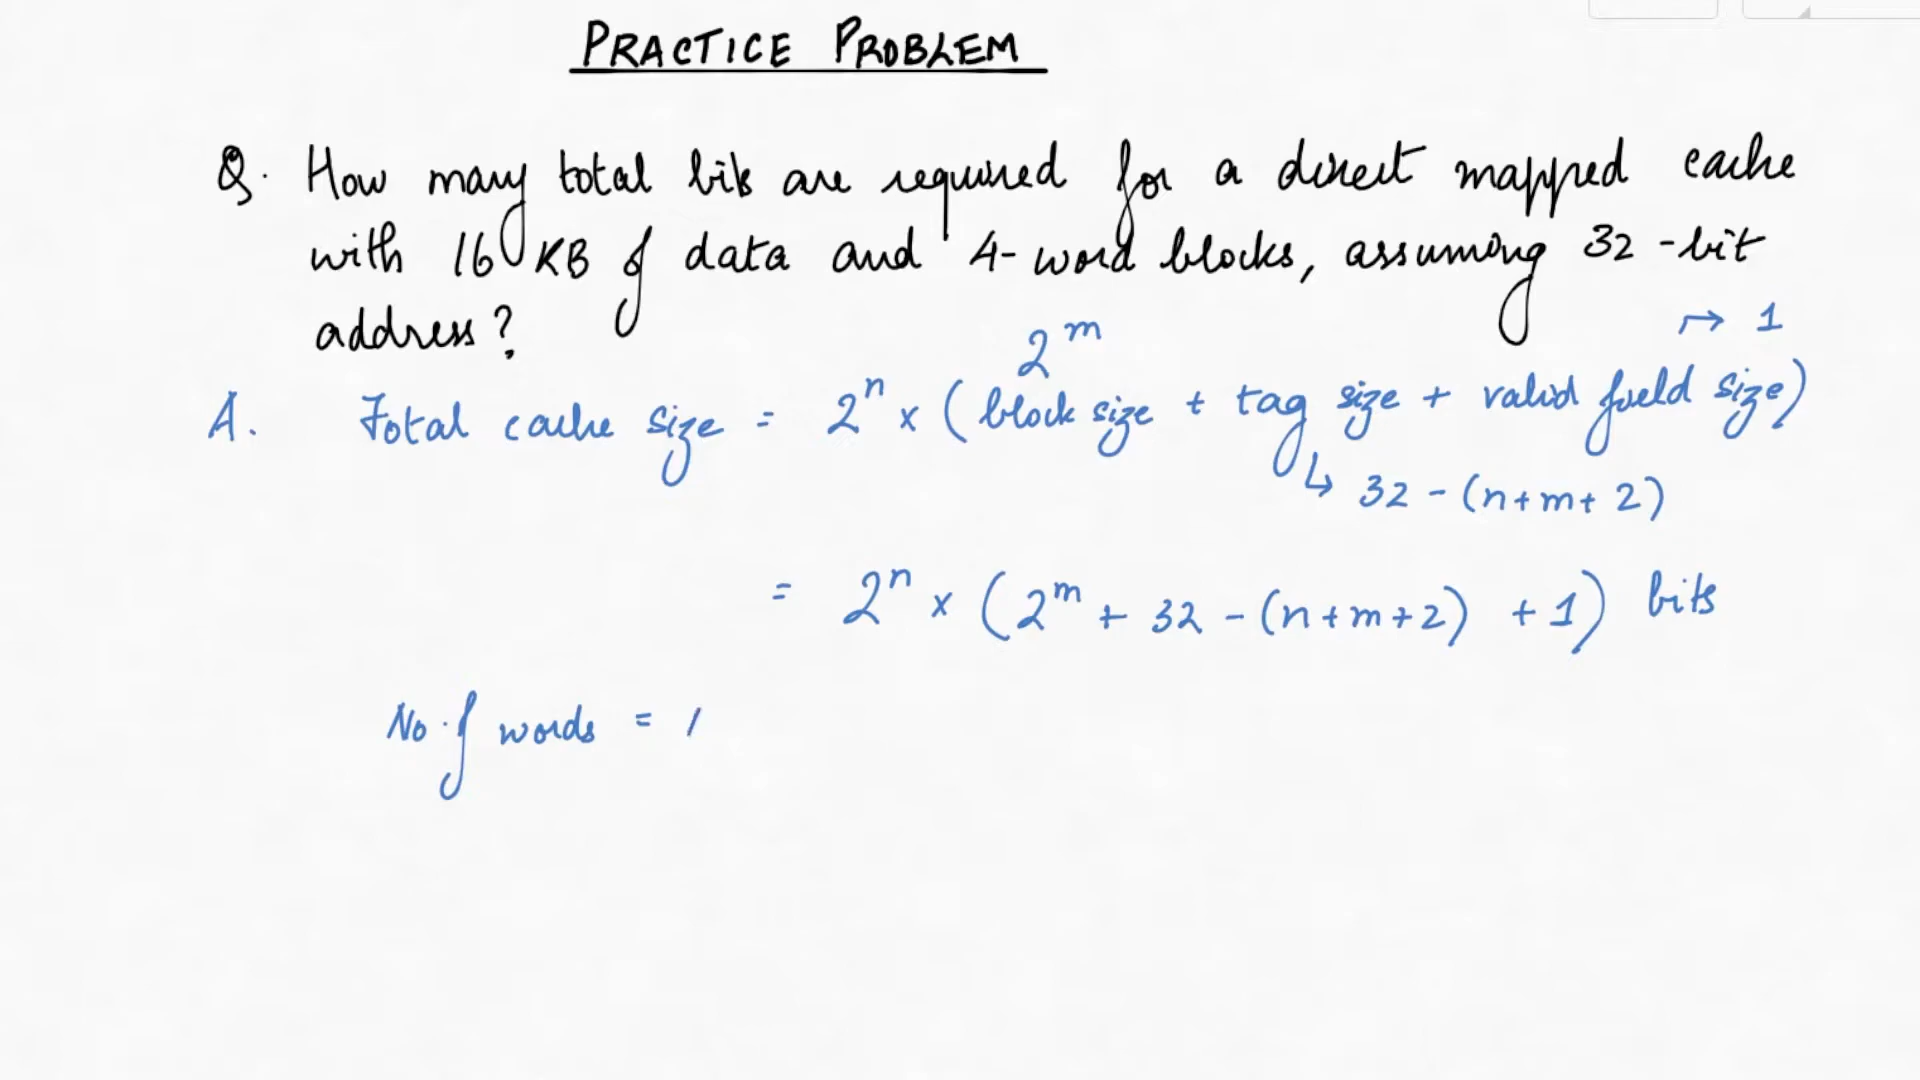 PRACTICE PROBLEM
Q. How many total bits are required for a direct mapped cache
with 16 KB of data and 4-word blocks, assuming 32-bit
address?
2^m
↦ 1
A. Total cache size = 2^n × (block size + tag size + valid field size)
↳ 32 - (n+m+2)
= 2^n × (2^m + 32 - (n+m+2) + 1) bits
No. of words = 1